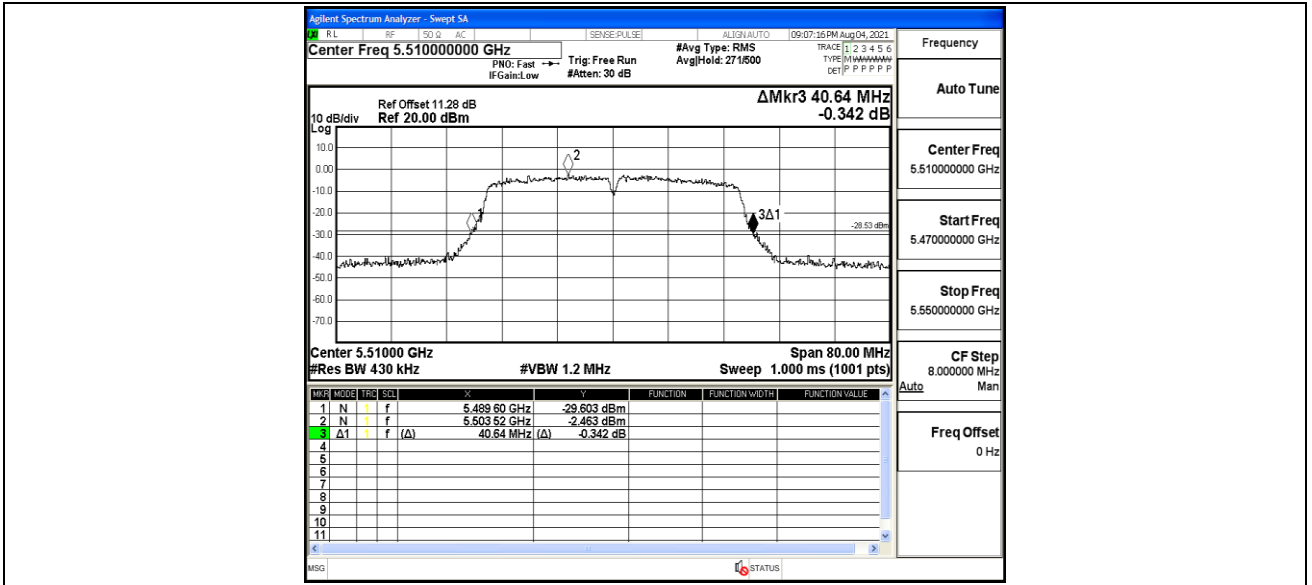 Agilent Spectrum Analyzer - Swept SA
RL RF 50 Ω AC SENSE:PULSE ALIGN AUTO 09:07:16 PM Aug 04, 2021
Center Freq 5.510000000 GHz
PNO: Fast
IFGain:Low
Trig: Free Run
#Atten: 30 dB
#Avg Type: RMS
Avg|Hold: 271/500
TRACE 1 2 3 4 5 6
TYPE MWWWWW
DET P P P P P P
Frequency
Auto Tune
Center Freq
5.510000000 GHz
Start Freq
5.470000000 GHz
Stop Freq
5.550000000 GHz
CF Step
8.000000 MHz
Auto Man
Freq Offset
0 Hz
ΔMkr3 40.64 MHz
-0.342 dB
Ref Offset 11.28 dB
10 dB/div Ref 20.00 dBm
Log
10.0
0.00
-10.0
-20.0
-30.0
-40.0
-50.0
-60.0
-70.0
1
2
3Δ1
-28.53 dBm
Center 5.51000 GHz Span 80.00 MHz
#Res BW 430 kHz #VBW 1.2 MHz Sweep 1.000 ms (1001 pts)
MKR MODE TRC SCL X Y FUNCTION FUNCTION WIDTH FUNCTION VALUE
1 N 1 f 5.489 60 GHz -29.603 dBm
2 N 1 f 5.503 52 GHz -2.463 dBm
3 Δ1 1 f (Δ) 40.64 MHz (Δ) -0.342 dB
4
5
6
7
8
9
10
11
MSG STATUS